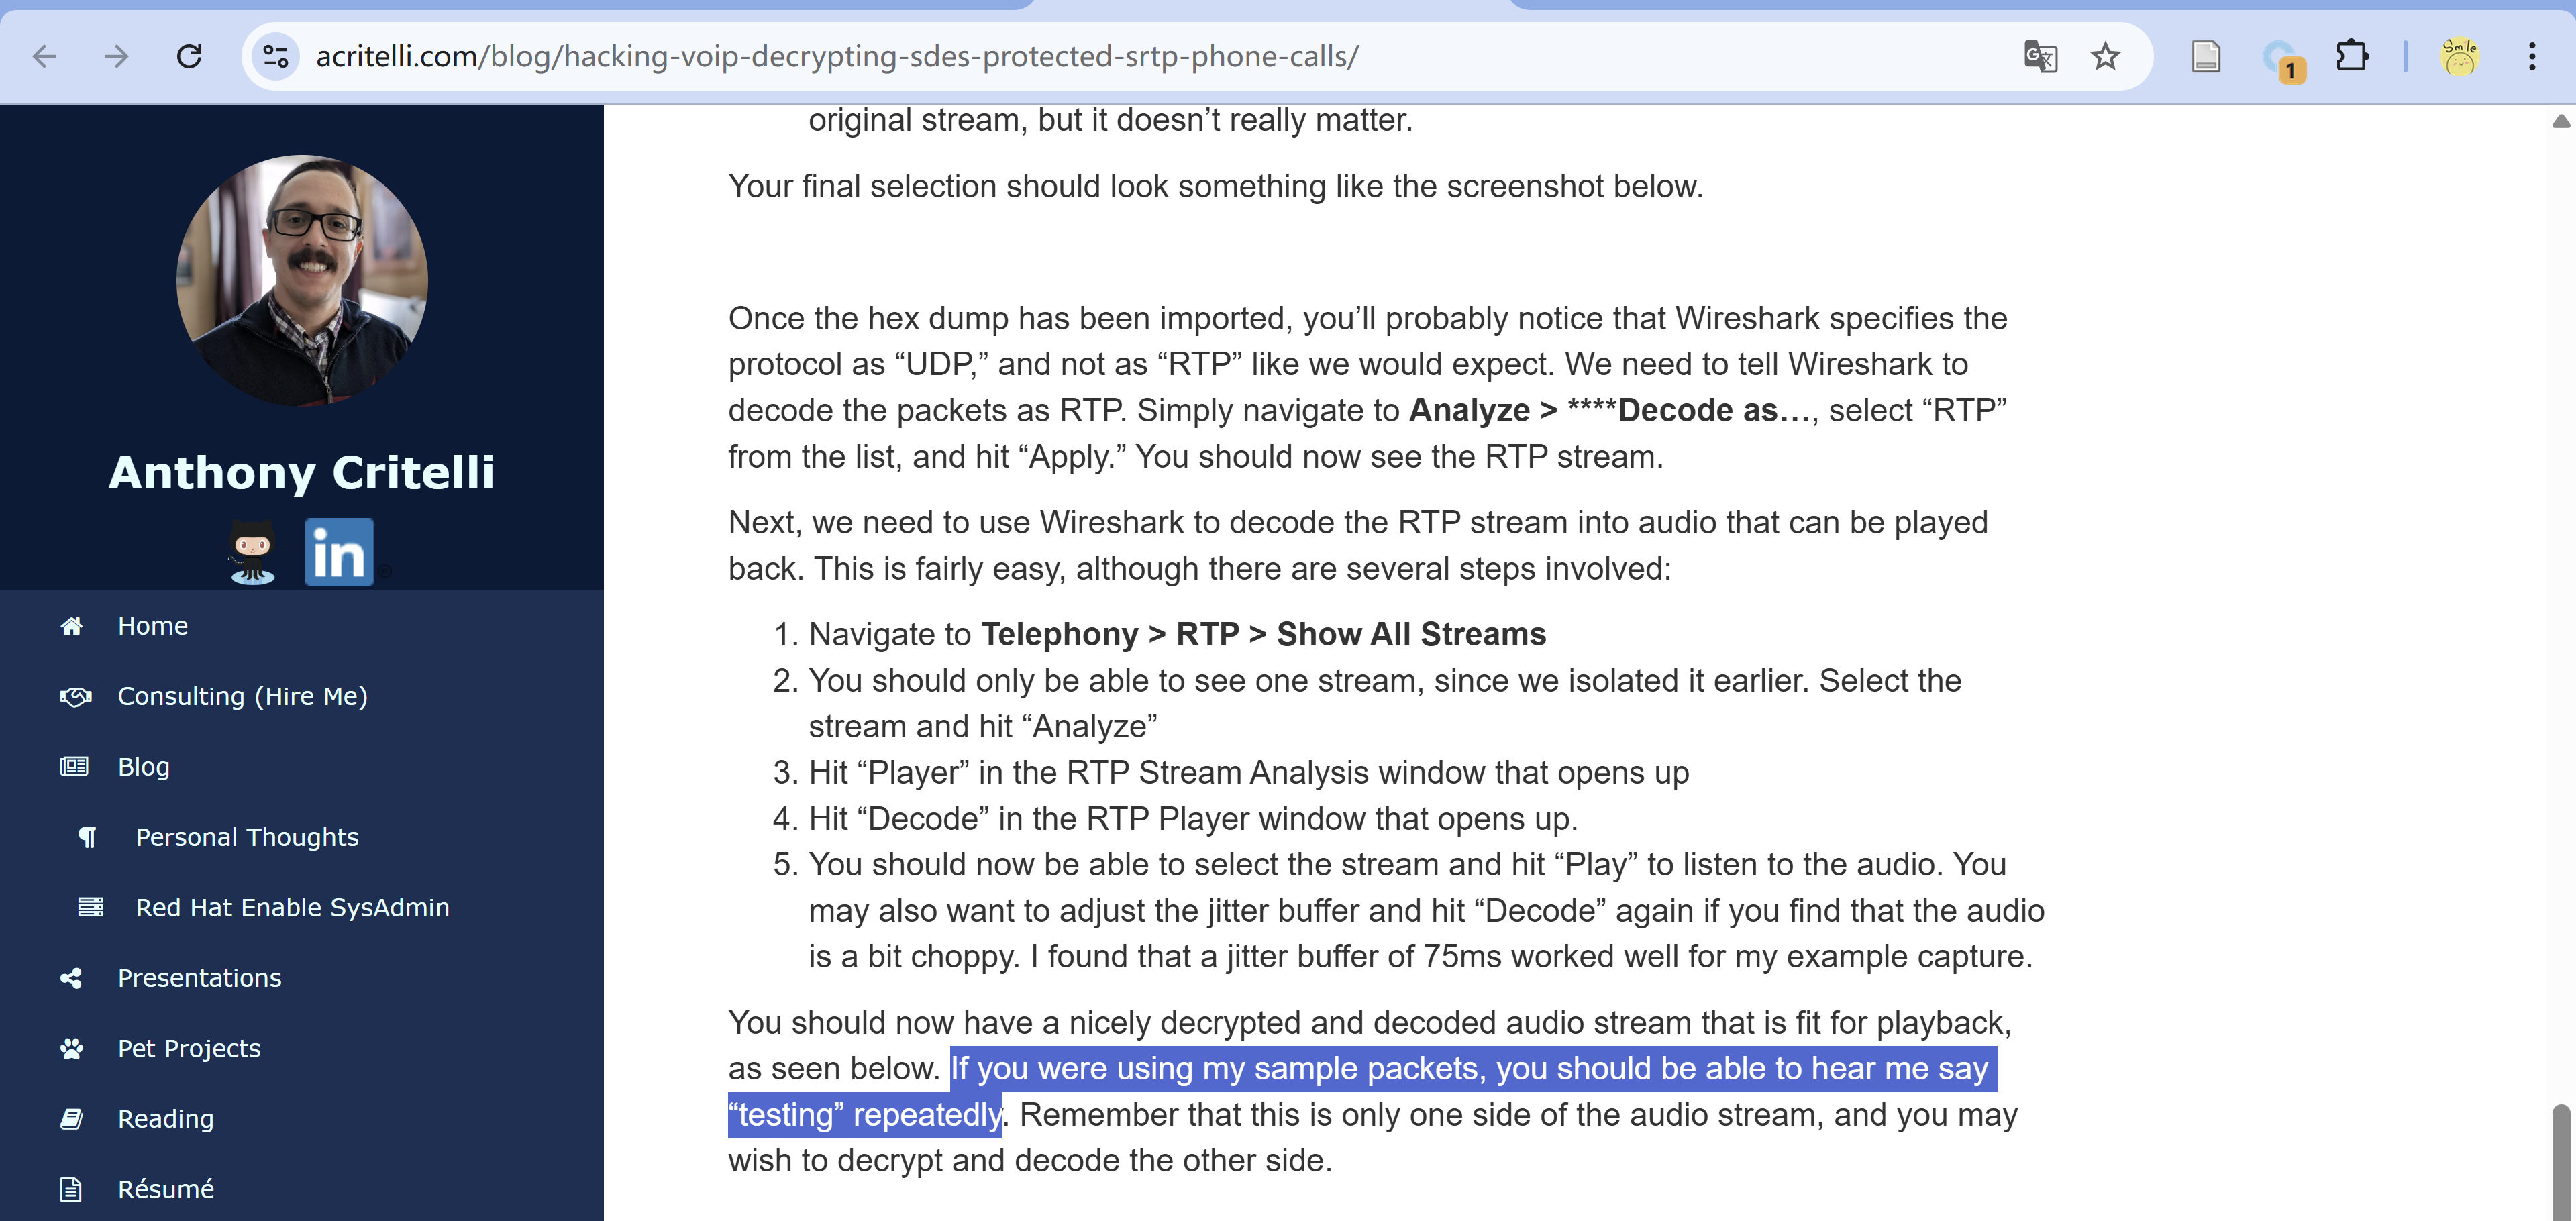 acritelli.com/blog/hacking-voip-decrypting-sdes-protected-srtp-phone-calls/
1
Smile
Anthony Critelli
in
Home
Consulting (Hire Me)
Blog
Personal Thoughts
Red Hat Enable SysAdmin
Presentations
Pet Projects
Reading
Résumé
original stream, but it doesn’t really matter.
Your final selection should look something like the screenshot below.
Once the hex dump has been imported, you’ll probably notice that Wireshark specifies the
protocol as “UDP,” and not as “RTP” like we would expect. We need to tell Wireshark to
decode the packets as RTP. Simply navigate to Analyze > ****Decode as…, select “RTP”
from the list, and hit “Apply.” You should now see the RTP stream.
Next, we need to use Wireshark to decode the RTP stream into audio that can be played
back. This is fairly easy, although there are several steps involved:
1. Navigate to Telephony > RTP > Show All Streams
2. You should only be able to see one stream, since we isolated it earlier. Select the
stream and hit “Analyze”
3. Hit “Player” in the RTP Stream Analysis window that opens up
4. Hit “Decode” in the RTP Player window that opens up.
5. You should now be able to select the stream and hit “Play” to listen to the audio. You
may also want to adjust the jitter buffer and hit “Decode” again if you find that the audio
is a bit choppy. I found that a jitter buffer of 75ms worked well for my example capture.
You should now have a nicely decrypted and decoded audio stream that is fit for playback,
as seen below. If you were using my sample packets, you should be able to hear me say
“testing” repeatedly. Remember that this is only one side of the audio stream, and you may
wish to decrypt and decode the other side.